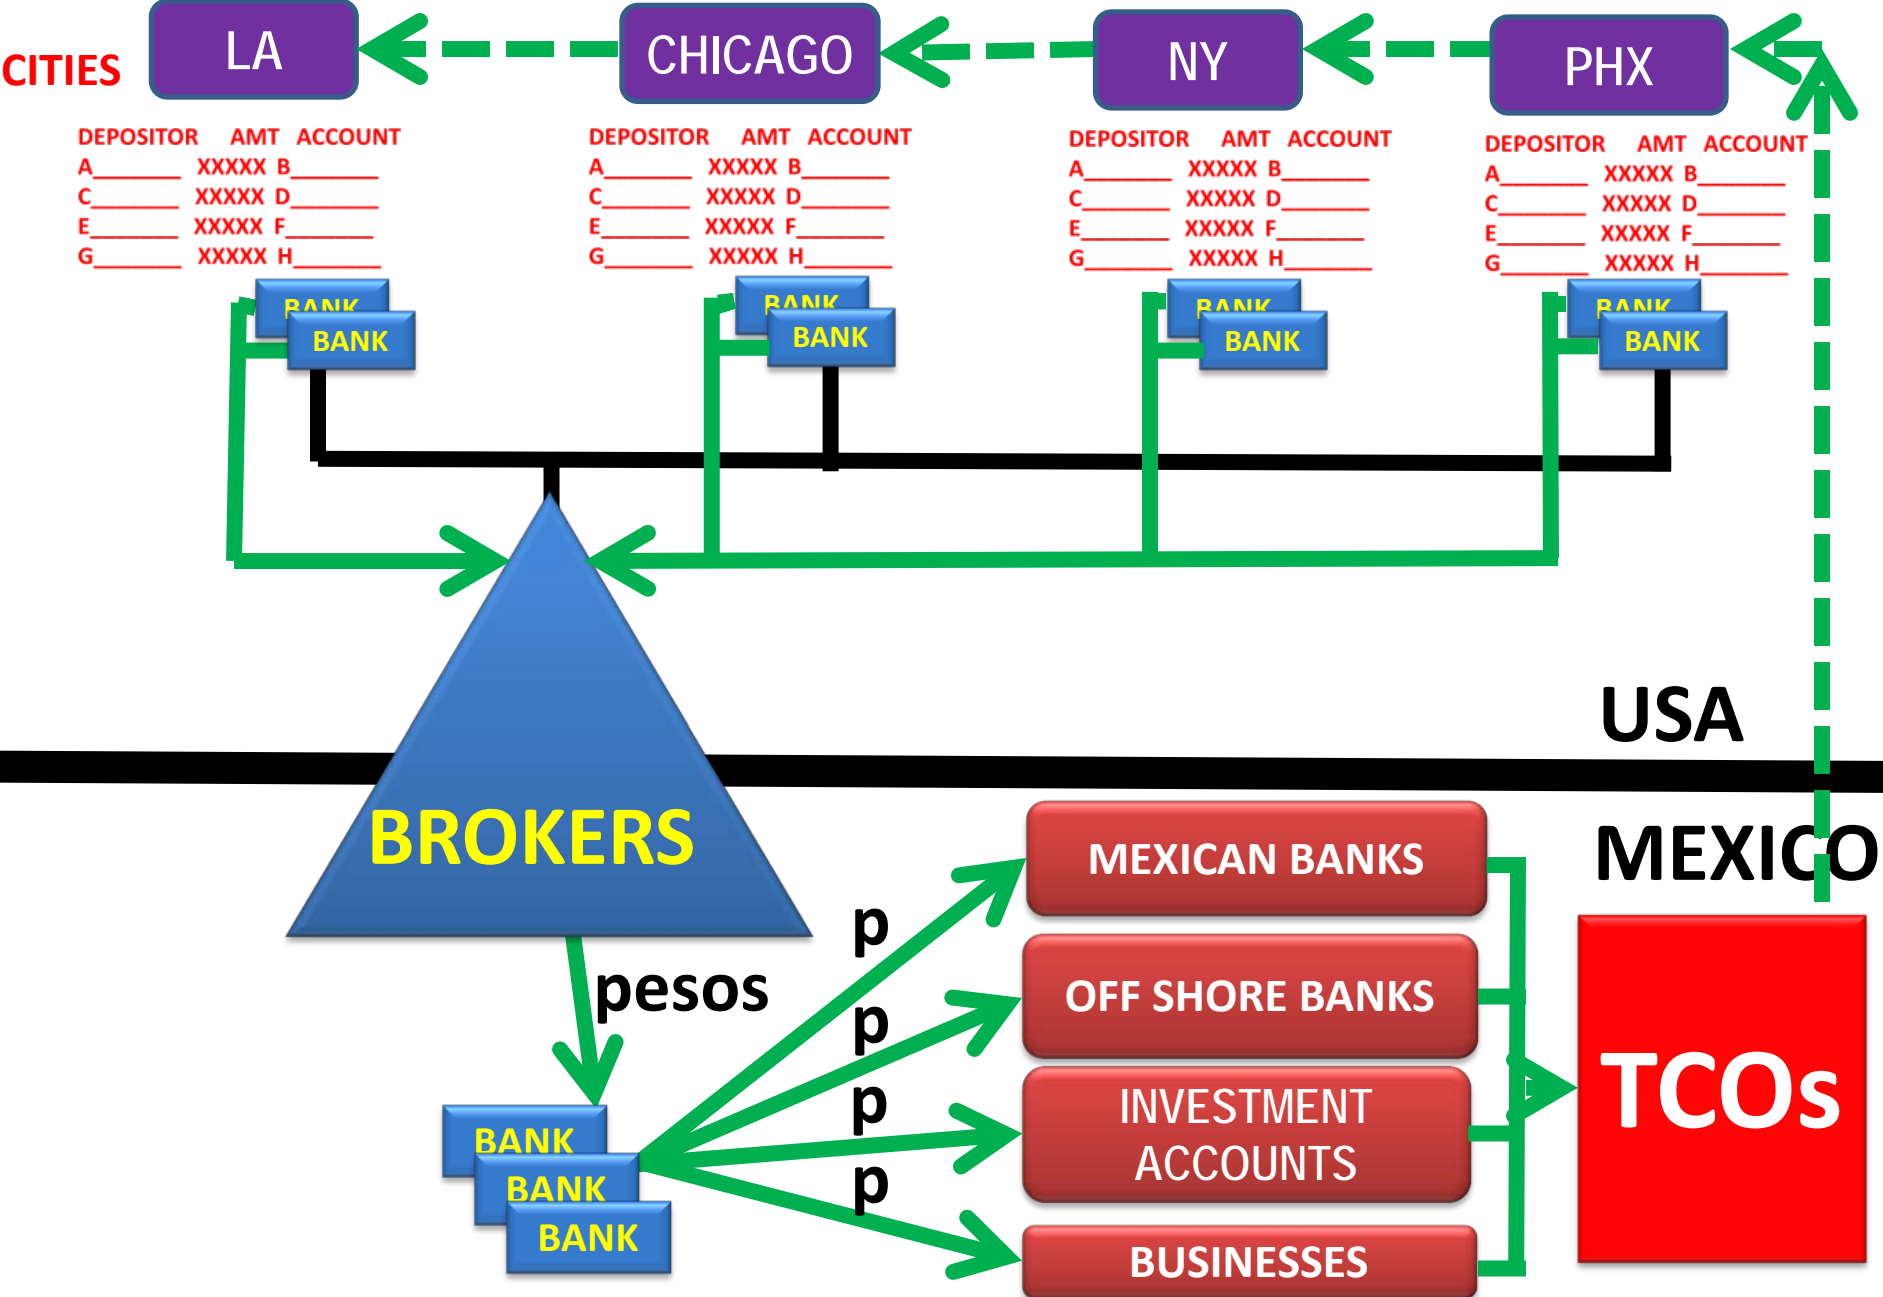 CITIES
LA
CHICAGO
NY
PHX
DEPOSITOR AMT ACCOUNT
A_______ XXXXX B_______
C_______ XXXXX D_______
E_______ XXXXX F_______
G_______ XXXXX H_______
DEPOSITOR AMT ACCOUNT
A_______ XXXXX B_______
C_______ XXXXX D_______
E_______ XXXXX F_______
G_______ XXXXX H_______
DEPOSITOR AMT ACCOUNT
A_______ XXXXX B_______
C_______ XXXXX D_______
E_______ XXXXX F_______
G_______ XXXXX H_______
DEPOSITOR AMT ACCOUNT
A_______ XXXXX B_______
C_______ XXXXX D_______
E_______ XXXXX F_______
G_______ XXXXX H_______
BANK
BANK
BANK
BANK
BANK
BANK
BANK
BANK
USA
MEXICO
BROKERS
pesos
BANK
BANK
BANK
p
p
p
p
MEXICAN BANKS
OFF SHORE BANKS
INVESTMENT
ACCOUNTS
BUSINESSES
TCOs